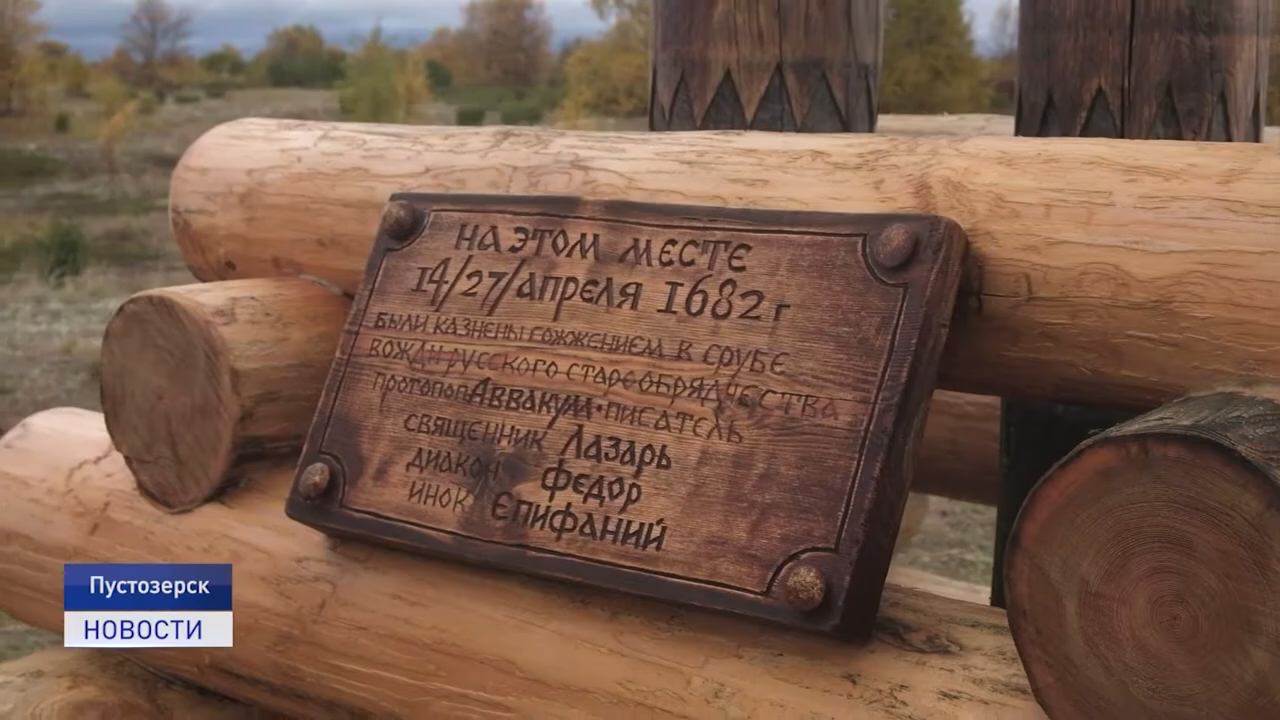 НА ЭТОМ МЕСТЕ
14/27/АПРЕЛЯ 1682 г
БЫЛИ КАЗНЕНЫ СОЖЖЕНИЕМ В СРУБЕ
ВОЖДИ РУССКОГО СТАРООБРЯДЧЕСТВА
ПРОТОПОП АВВАКУМ·ПИСАТЕЛЬ
СВЯЩЕННИК ЛАЗАРЬ
ДИАКОН ФЕДОР
ИНОК ЕПИФАНИЙ
Пустозерск
НОВОСТИ